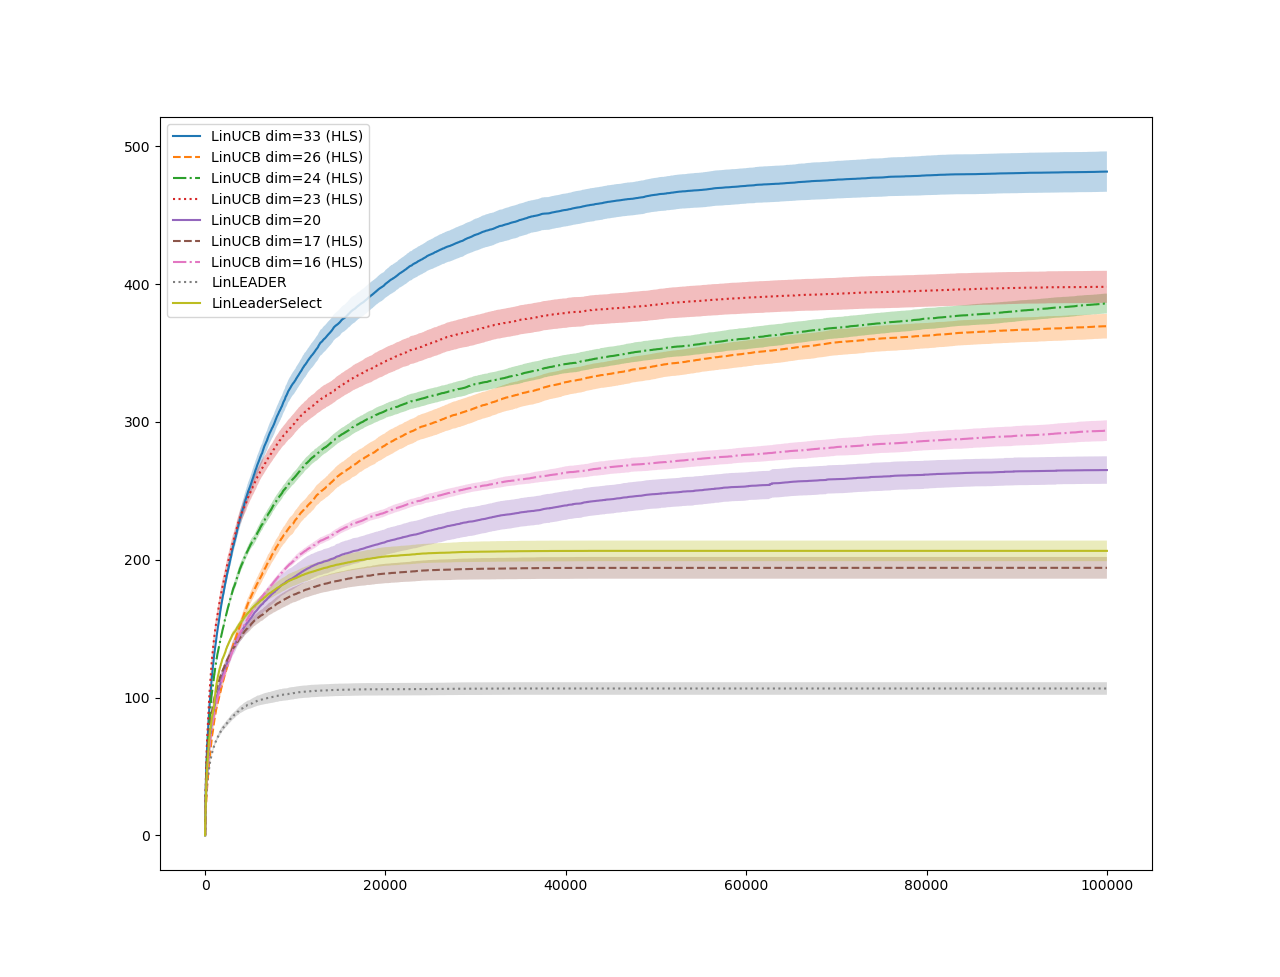 LinUCB dim=33 (HLS)
LinUCB dim=26 (HLS)
LinUCB dim=24 (HLS)
LinUCB dim=23 (HLS)
LinUCB dim=20
LinUCB dim=17 (HLS)
LinUCB dim=16 (HLS)
LinLEADER
LinLeaderSelect
500
400
300
200
100
0
0 20000 40000 60000 80000 100000